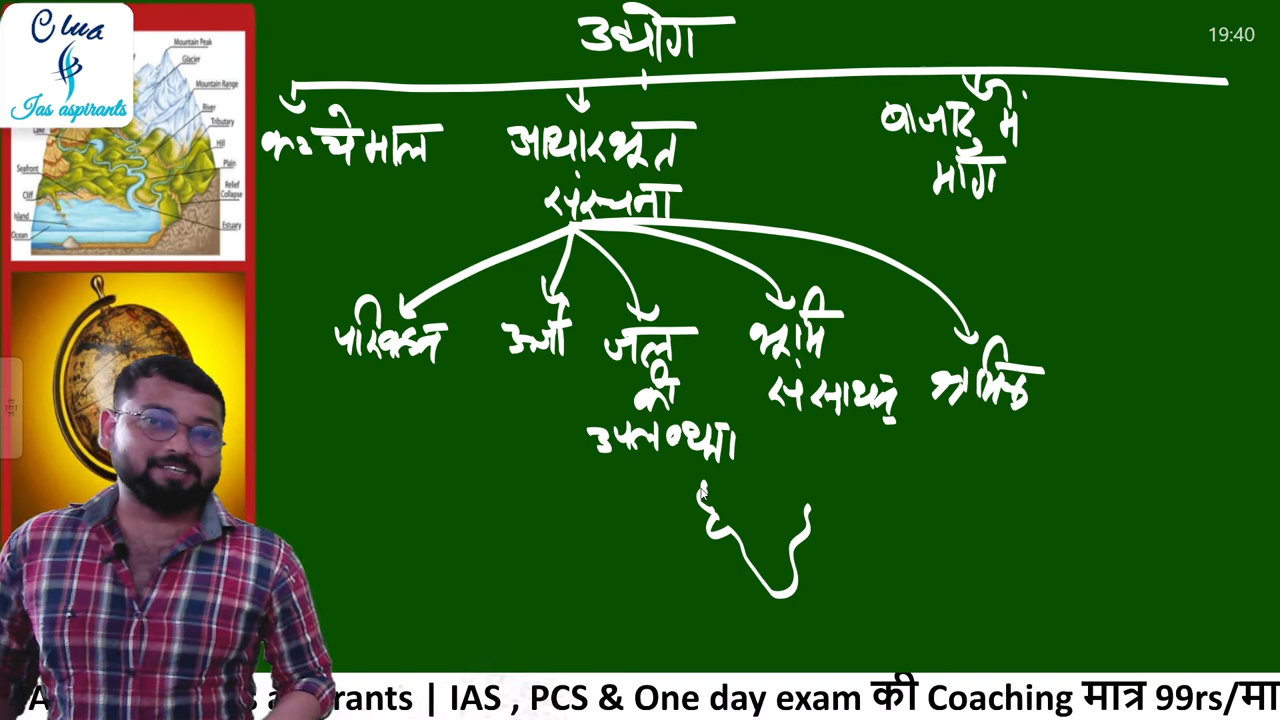 Clua
Ias aspirants
Mountain Peak
Glacier
Mountain Range
River
Tributary
Hill
Plain
Relief
Collapse
Estuary
Lake
Seafront
Cliff
Island
Ocean
19:40
उद्योग
कच्चे माल
आधारभूत
संरचना
बाजार में
माँग
परिवहन
उर्जा
जल
की
उपलब्धता
भूमि
संसाधन
श्रमिक
aspirants | IAS , PCS & One day exam की Coaching मात्र 99rs/मा